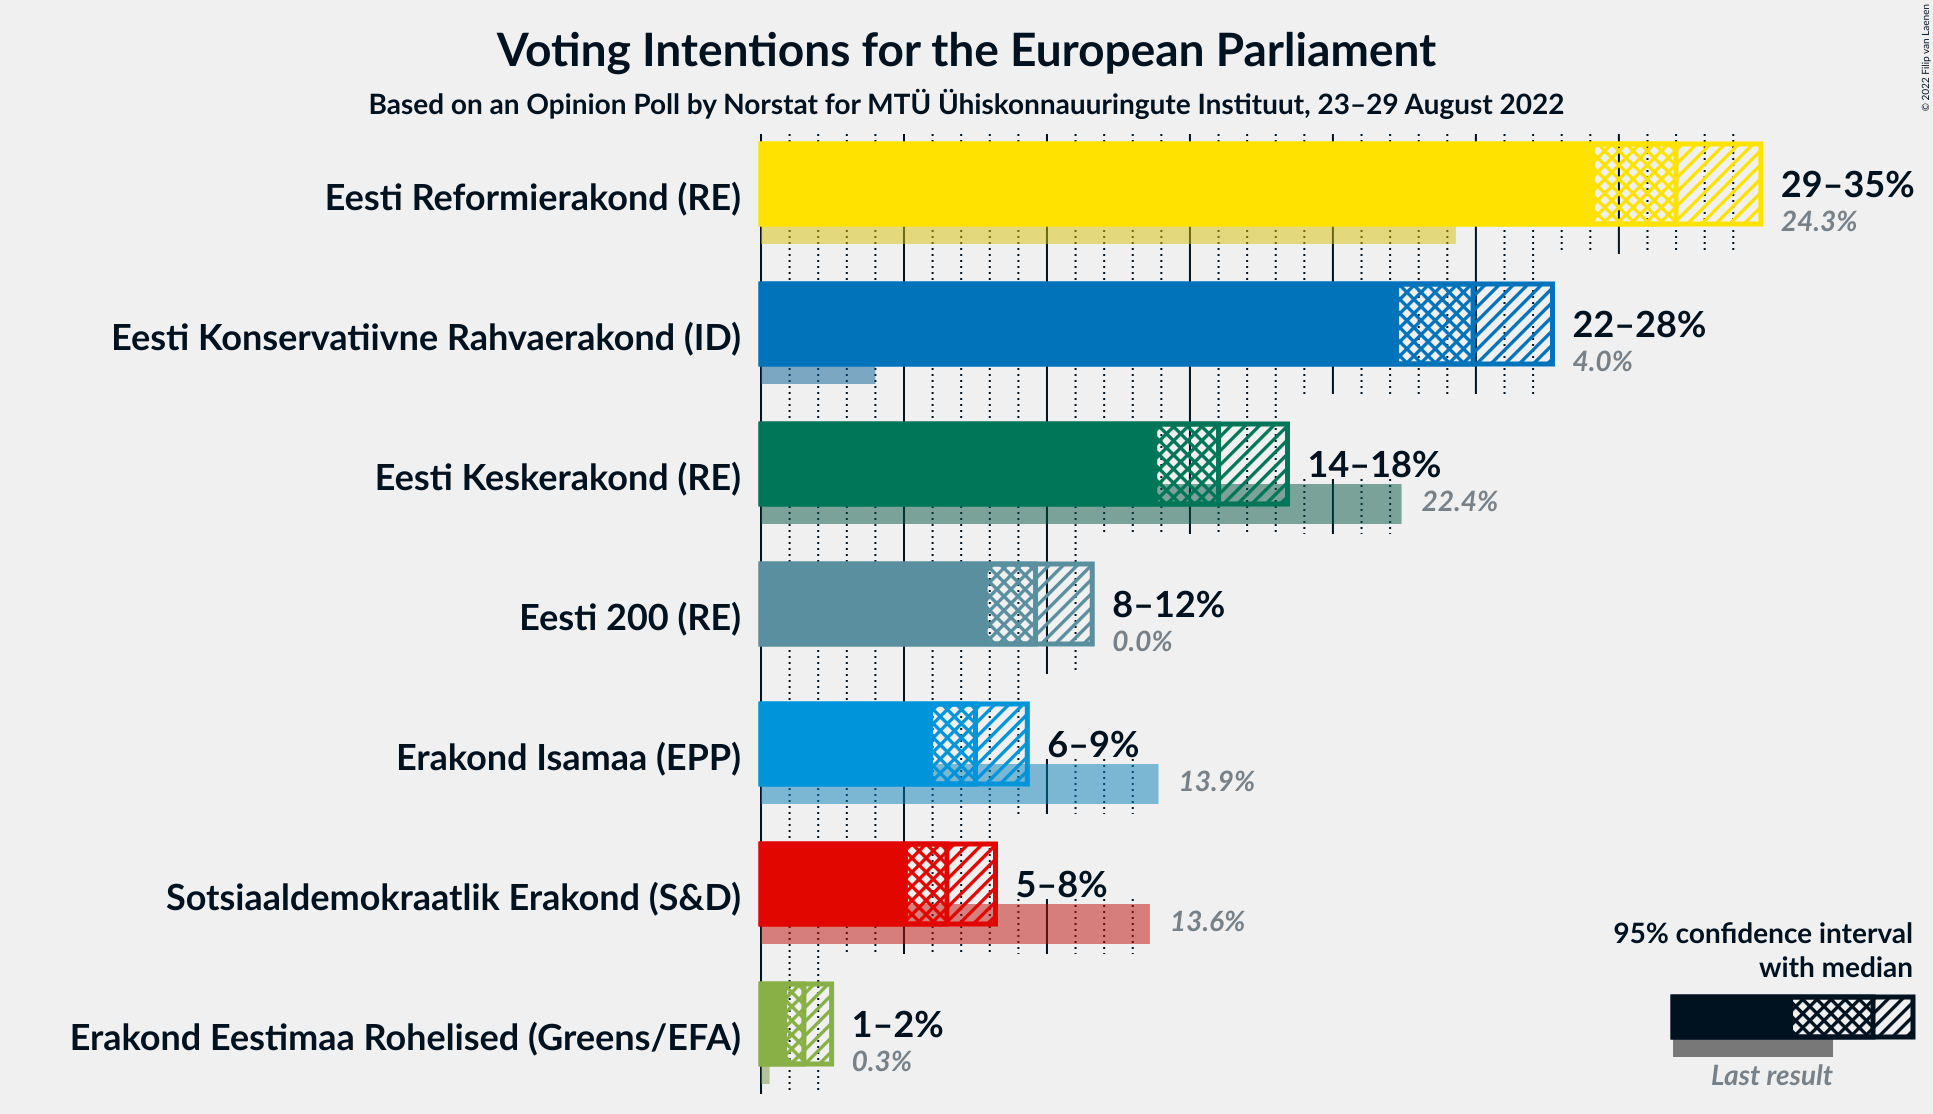 Voting Intentions for the European Parliament
Based on an Opinion Poll by Norstat for MTÜ Ühiskonnauuringute Instituut, 23–29 August 2022
© 2022 Filip van Laenen
Eesti Reformierakond (RE)
29–35%
24.3%
Eesti Konservatiivne Rahvaerakond (ID)
22–28%
4.0%
Eesti Keskerakond (RE)
14–18%
22.4%
Eesti 200 (RE)
8–12%
0.0%
Erakond Isamaa (EPP)
6–9%
13.9%
Sotsiaaldemokraatlik Erakond (S&D)
5–8%
13.6%
Erakond Eestimaa Rohelised (Greens/EFA)
1–2%
0.3%
95% confidence interval
with median
Last result